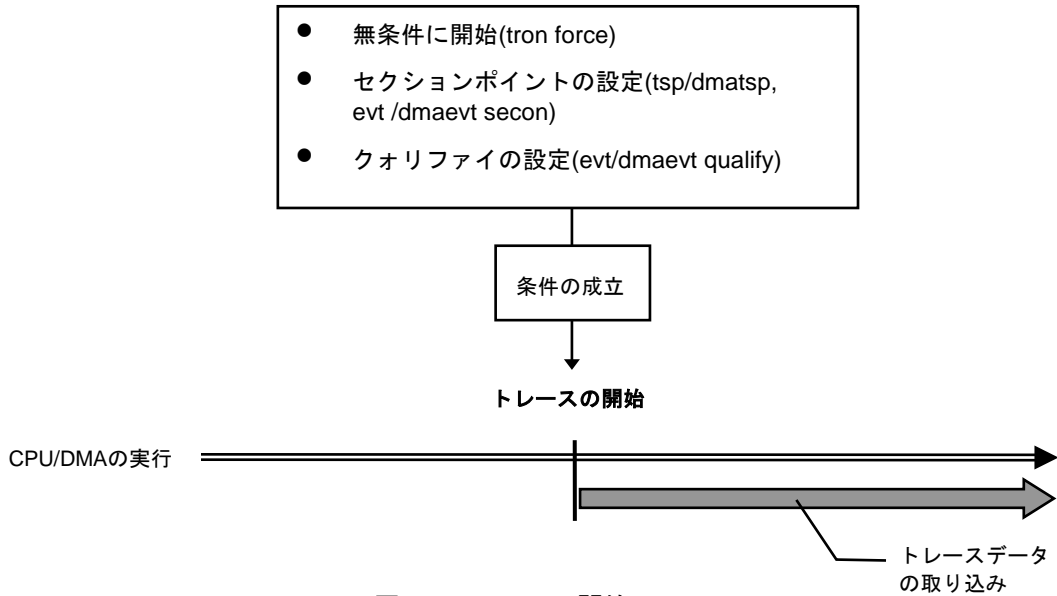 ● 無条件に開始(tron force)
● セクションポイントの設定(tsp/dmatsp,
evt /dmaevt secon)
● クォリファイの設定(evt/dmaevt qualify)
条件の成立
トレースの開始
CPU/DMAの実行
トレースデータ
の取り込み